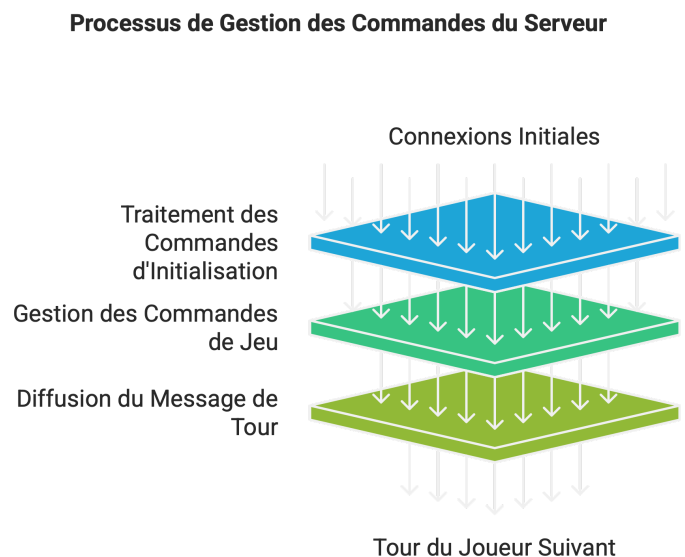 Processus de Gestion des Commandes du Serveur
Connexions Initiales
Traitement des
Commandes
d'Initialisation
Gestion des Commandes
de Jeu
Diffusion du Message de
Tour
Tour du Joueur Suivant